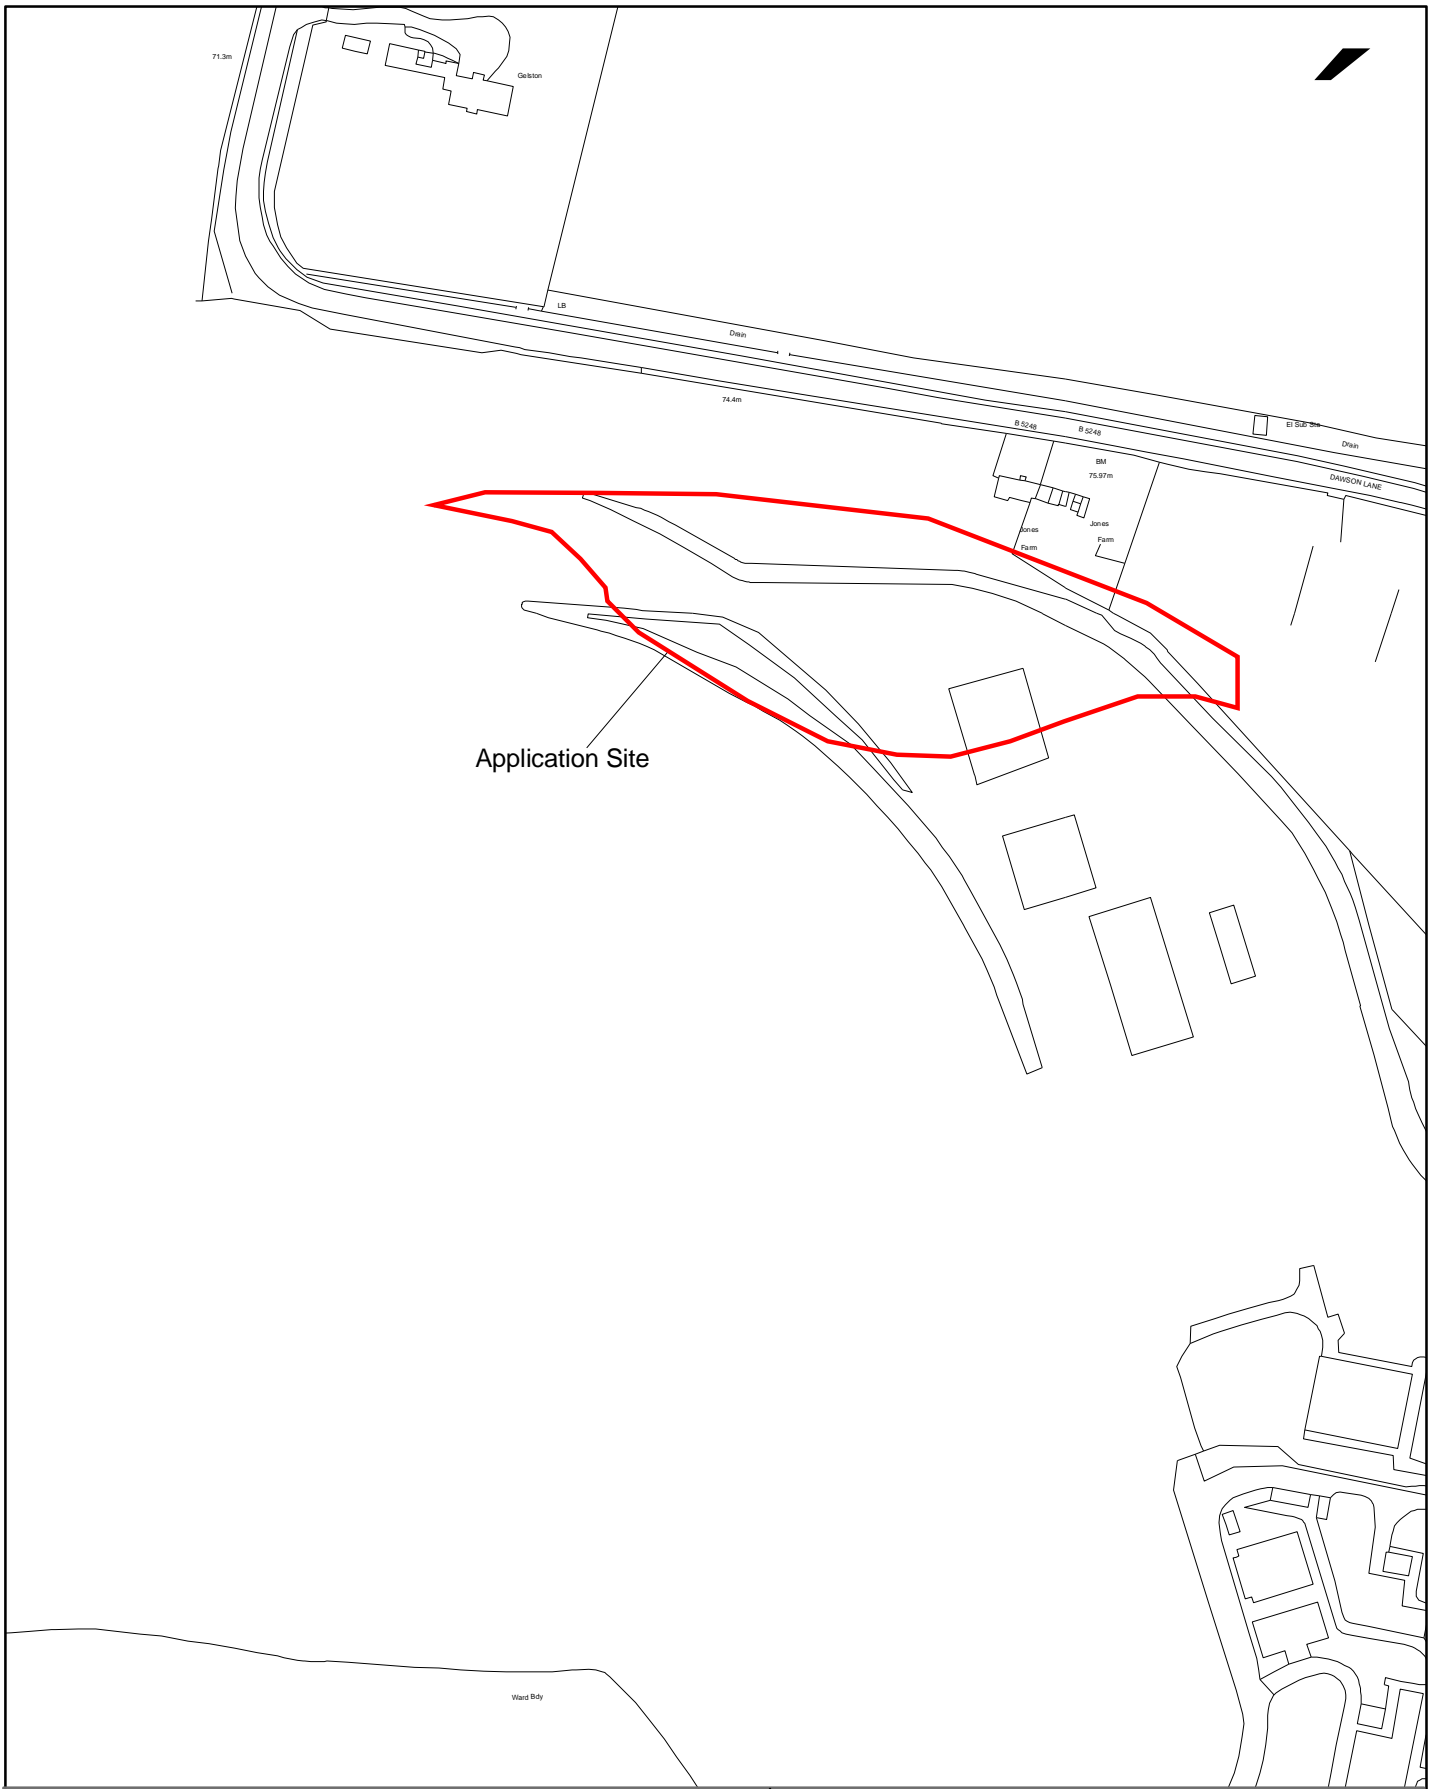 71.3m
Gelston
LB
Drain
74.4m
B 5248
B 5248
El Sub Sta
Drain
BM
75.97m
DAWSON LANE
Jones
Farm
Jones
Farm
Application Site
Ward Bdy